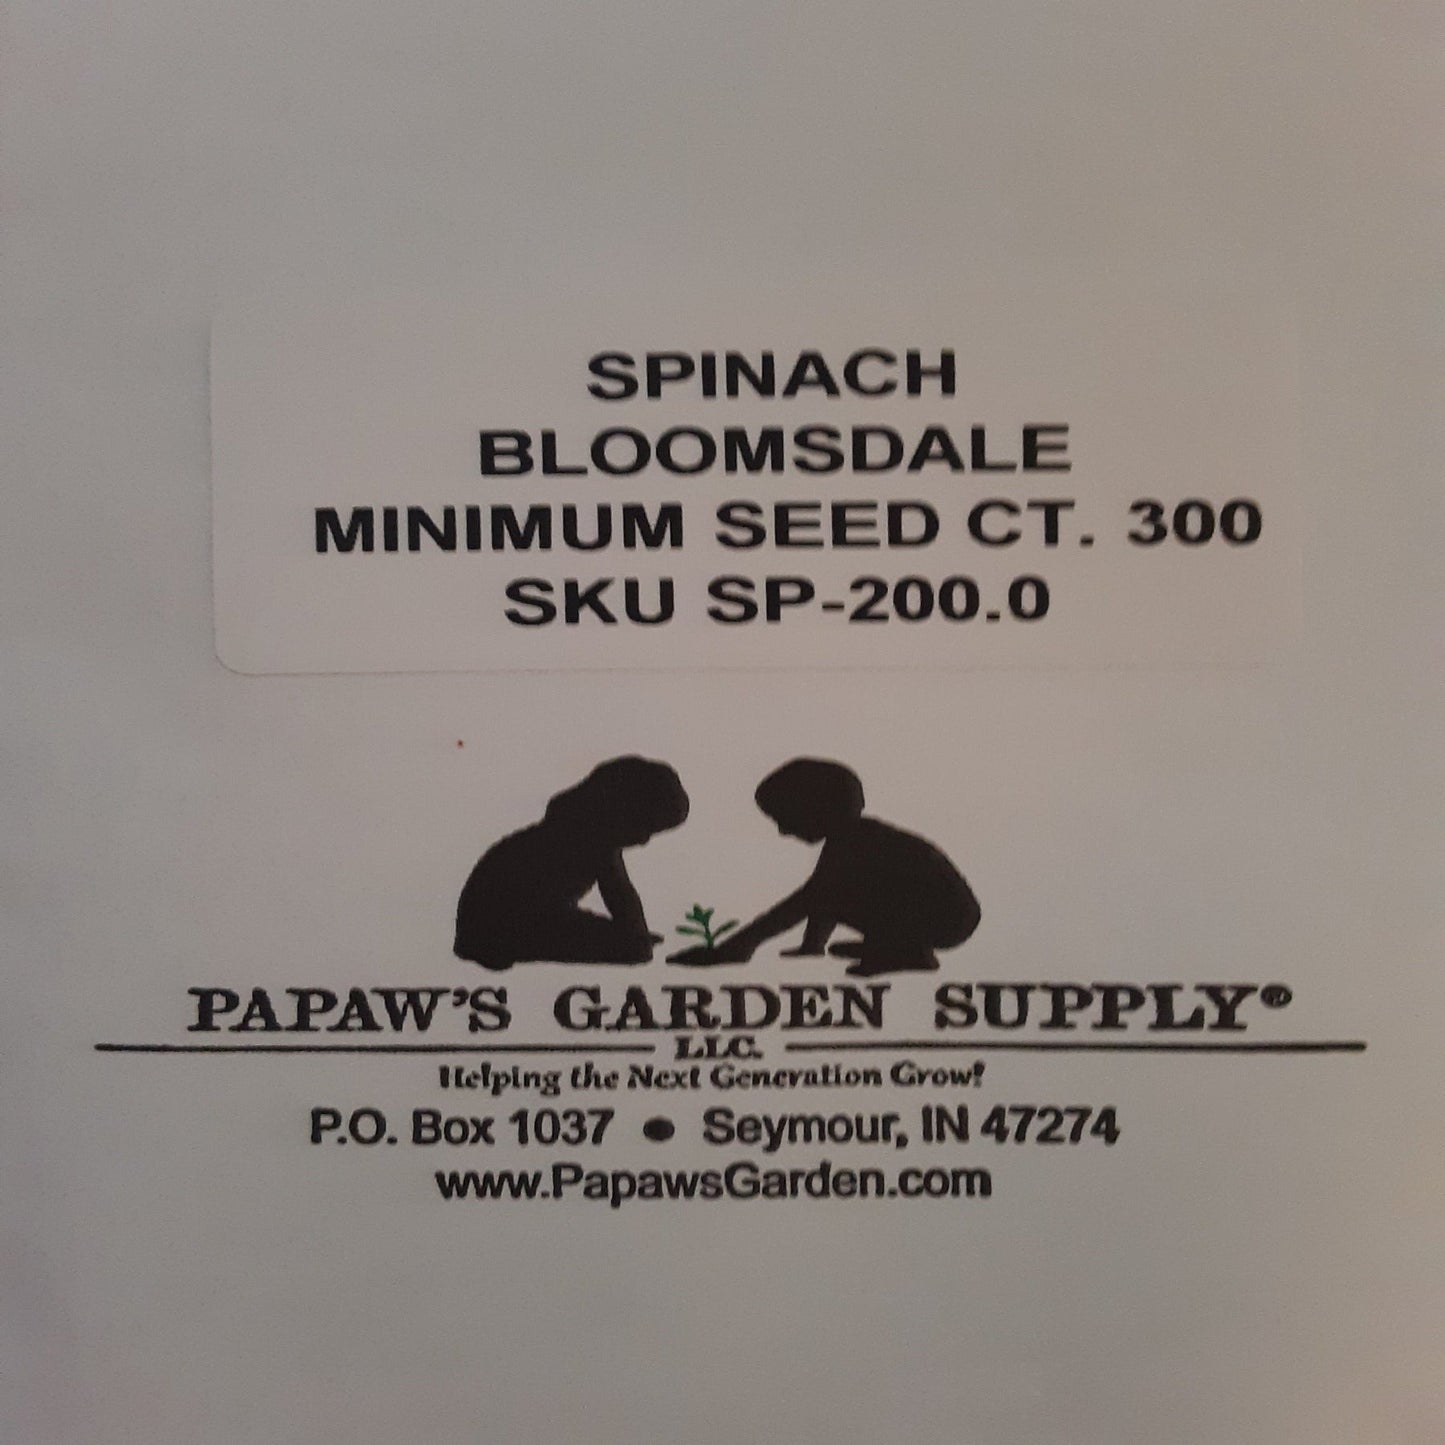 SPINACH
BLOOMSDALE
MINIMUM SEED CT. 300
SKU SP-200.0
PAPAW'S GARDEN SUPPLY®
LLC.
Helping the Next Generation Grow!
P.O. Box 1037 • Seymour, IN 47274
www.PapawsGarden.com